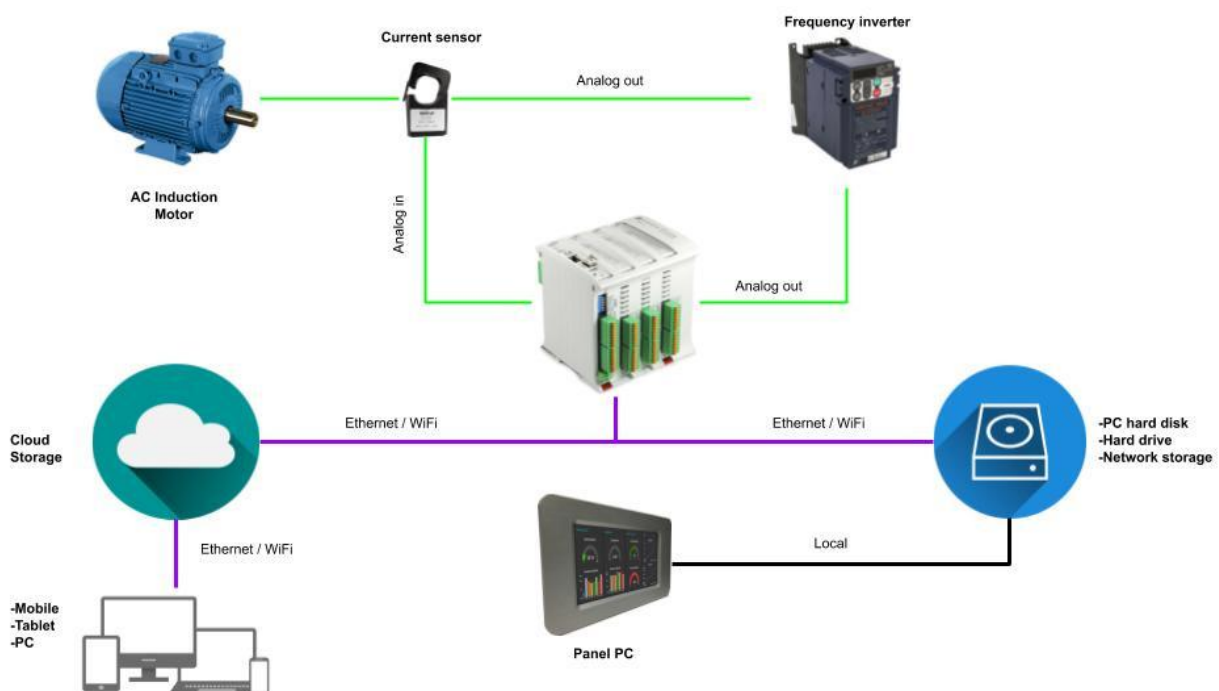 Frequency inverter
Current sensor
Analog out
AC Induction
Motor
Analog in
Analog out
Ethernet / WiFi
Ethernet / WiFi
Cloud
Storage
-PC hard disk
-Hard drive
-Network storage
Ethernet / WiFi
Local
-Mobile
-Tablet
-PC
Panel PC